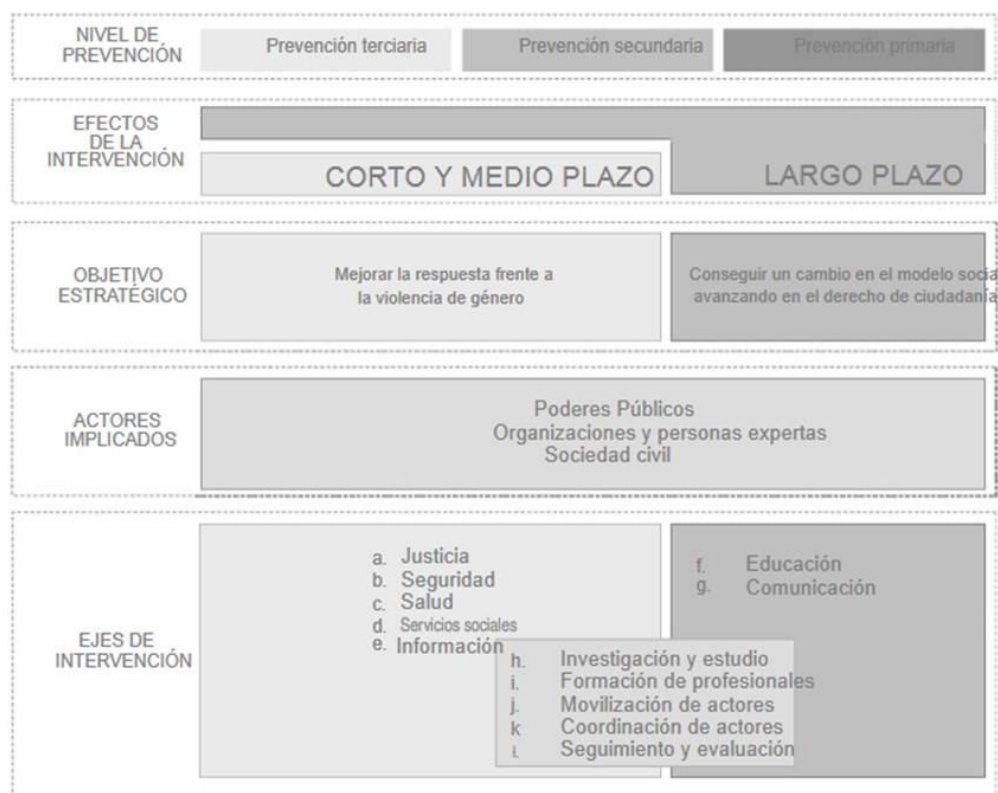 NIVEL DE
PREVENCIÓN
Prevención terciaria
Prevención secundaria
Prevención primaria
EFECTOS
DE LA
INTERVENCIÓN
CORTO Y MEDIO PLAZO
LARGO PLAZO
OBJETIVO
ESTRATÉGICO
Mejorar la respuesta frente a
la violencia de género
Conseguir un cambio en el modelo socia
avanzando en el derecho de ciudadanía
ACTORES
IMPLICADOS
Poderes Públicos
Organizaciones y personas expertas
Sociedad civil
EJES DE
INTERVENCIÓN
a. Justicia
b. Seguridad
c. Salud
d. Servicios sociales
e. Información
f. Educación
g. Comunicación
h. Investigación y estudio
i. Formación de profesionales
j. Movilización de actores
k Coordinación de actores
i. Seguimiento y evaluación